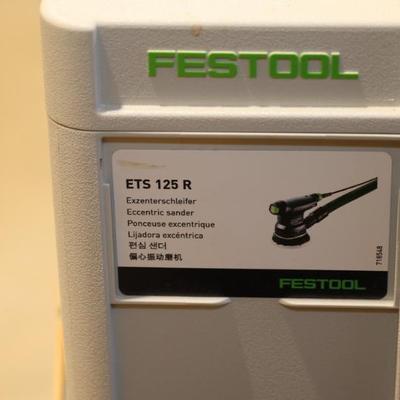 FESTOOL
ETS 125 R
Exzenterschleifer
Eccentric sander
Ponceuse excentrique
Lijadora excéntrica
편심 샌더
偏心振动磨机
718548
FESTOOL